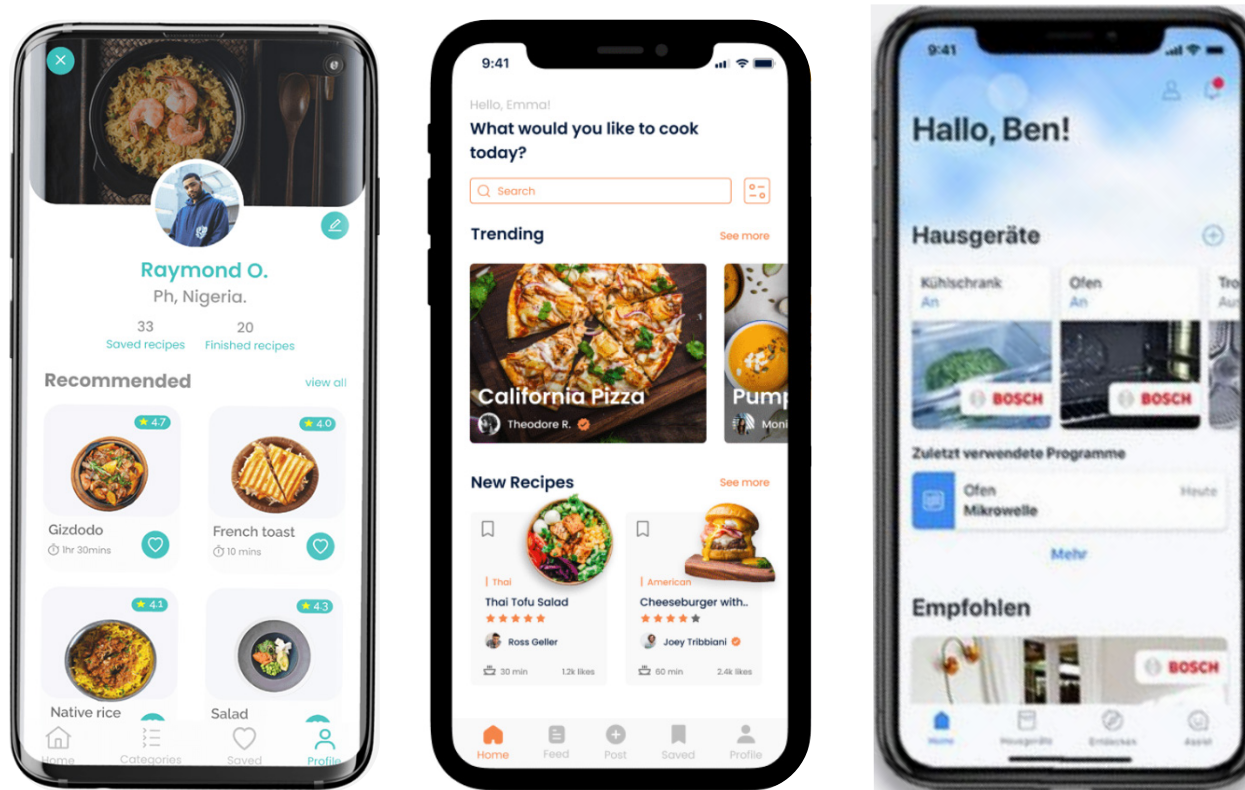 Raymond O.
Ph, Nigeria.
33
Saved recipes
20
Finished recipes
Recommended
view all
4.7
Gizdodo
1hr 30mins
4.0
French toast
10 mins
4.1
Native rice
4.3
Salad
Home
Categories
Saved
Profile
9:41
Hello, Emma!
What would you like to cook
today?
Search
Trending
See more
California Pizza
Theodore R.
Pump
Moni
New Recipes
See more
Thai
Thai Tofu Salad
Ross Geller
30 min
1.2k likes
American
Cheeseburger with..
Joey Tribbiani
60 min
2.4k likes
Home
Feed
Post
Saved
Profile
9:41
Hallo, Ben!
Hausgeräte
Kühlschrank
An
BOSCH
Ofen
An
BOSCH
Tro
Aus
Zuletzt verwendete Programme
Ofen
Heute
Mikrowelle
Mehr
Empfohlen
BOSCH
Home
Hausgeräte
Entdecken
Assist